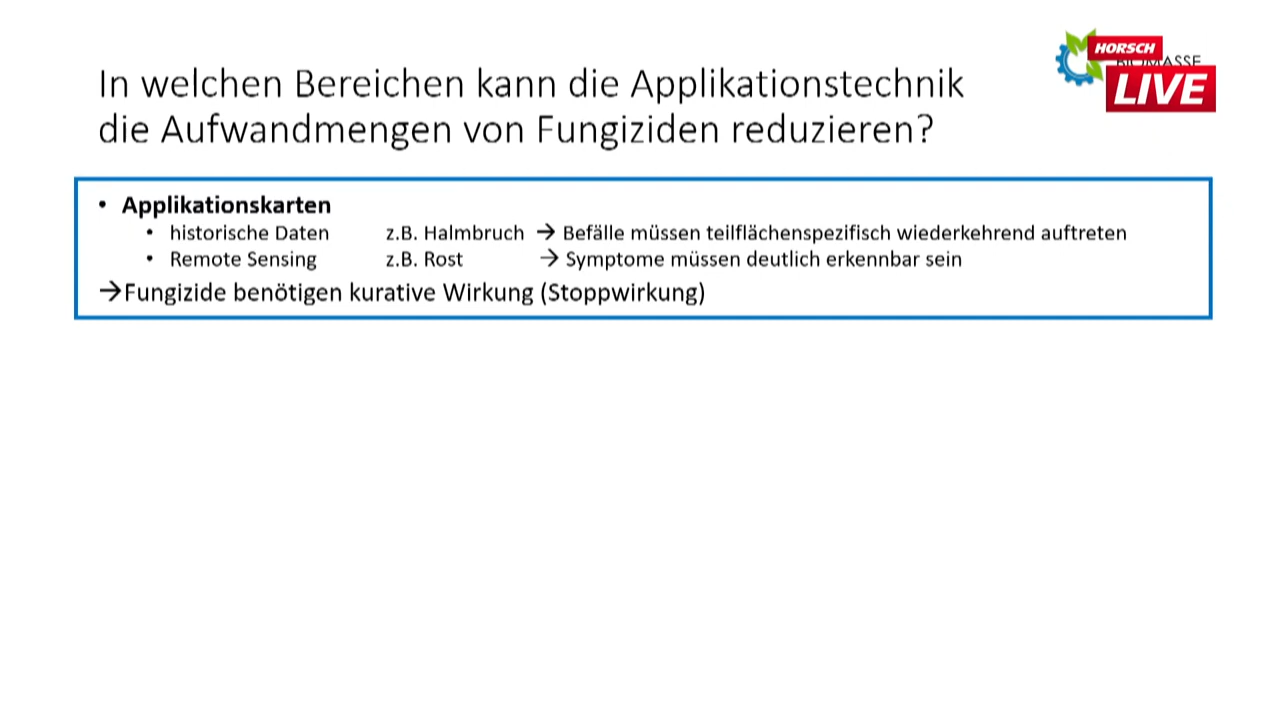 HORSCH
LIVE
In welchen Bereichen kann die Applikationstechnik
die Aufwandmengen von Fungiziden reduzieren?
• Applikationskarten
• historische Daten z.B. Halmbruch → Befälle müssen teilflächenspezifisch wiederkehrend auftreten
• Remote Sensing z.B. Rost → Symptome müssen deutlich erkennbar sein
→Fungizide benötigen kurative Wirkung (Stoppwirkung)